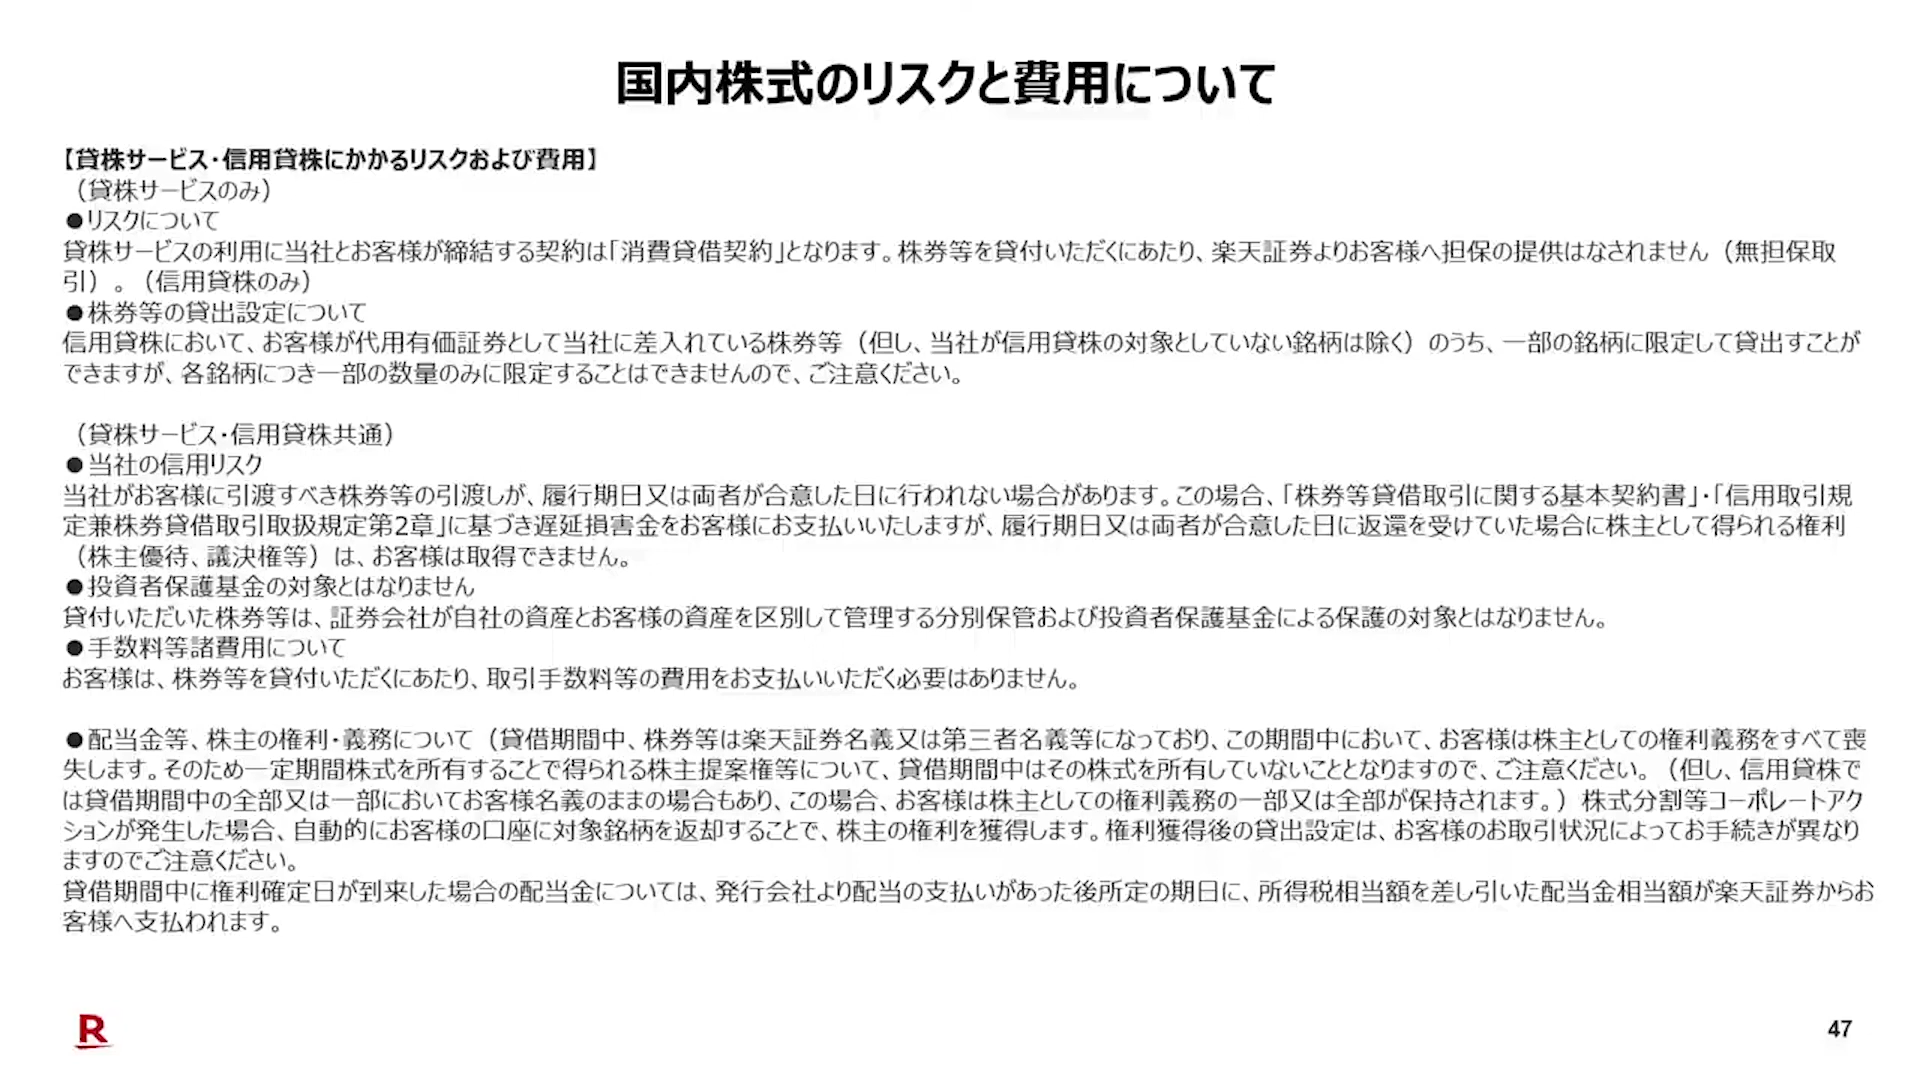 国内株式のリスクと費用について
【貸株サービス・信用貸株にかかるリスクおよび費用】
（貸株サービスのみ）
●リスクについて
貸株サービスの利用に当社とお客様が締結する契約は「消費貸借契約」となります。株券等を貸付いただくにあたり、楽天証券よりお客様へ担保の提供はなされません（無担保取
引）。（信用貸株のみ）
●株券等の貸出設定について
信用貸株において、お客様が代用有価証券として当社に差入れている株券等（但し、当社が信用貸株の対象としていない銘柄は除く）のうち、一部の銘柄に限定して貸出すことが
できますが、各銘柄につき一部の数量のみに限定することはできませんので、ご注意ください。
（貸株サービス・信用貸株共通）
●当社の信用リスク
当社がお客様に引渡すべき株券等の引渡しが、履行期日又は両者が合意した日に行われない場合があります。この場合、「株券等貸借取引に関する基本契約書」・「信用取引規
定兼株券貸借取引取扱規定第2章」に基づき遅延損害金をお客様にお支払いいたしますが、履行期日又は両者が合意した日に返還を受けていた場合に株主として得られる権利
（株主優待、議決権等）は、お客様は取得できません。
●投資者保護基金の対象とはなりません
貸付いただいた株券等は、証券会社が自社の資産とお客様の資産を区別して管理する分別保管および投資者保護基金による保護の対象とはなりません。
●手数料等諸費用について
お客様は、株券等を貸付いただくにあたり、取引手数料等の費用をお支払いいただく必要はありません。
●配当金等、株主の権利・義務について（貸借期間中、株券等は楽天証券名義又は第三者名義等になっており、この期間中において、お客様は株主としての権利義務をすべて喪
失します。そのため一定期間株式を所有することで得られる株主提案権等について、貸借期間中はその株式を所有していないこととなりますので、ご注意ください。（但し、信用貸株で
は貸借期間中の全部又は一部においてお客様名義のままの場合もあり、この場合、お客様は株主としての権利義務の一部又は全部が保持されます。）株式分割等コーポレートアク
ションが発生した場合、自動的にお客様の口座に対象銘柄を返却することで、株主の権利を獲得します。権利獲得後の貸出設定は、お客様のお取引状況によってお手続きが異なり
ますのでご注意ください。
貸借期間中に権利確定日が到来した場合の配当金については、発行会社より配当の支払いがあった後所定の期日に、所得税相当額を差し引いた配当金相当額が楽天証券からお
客様へ支払われます。
R
47